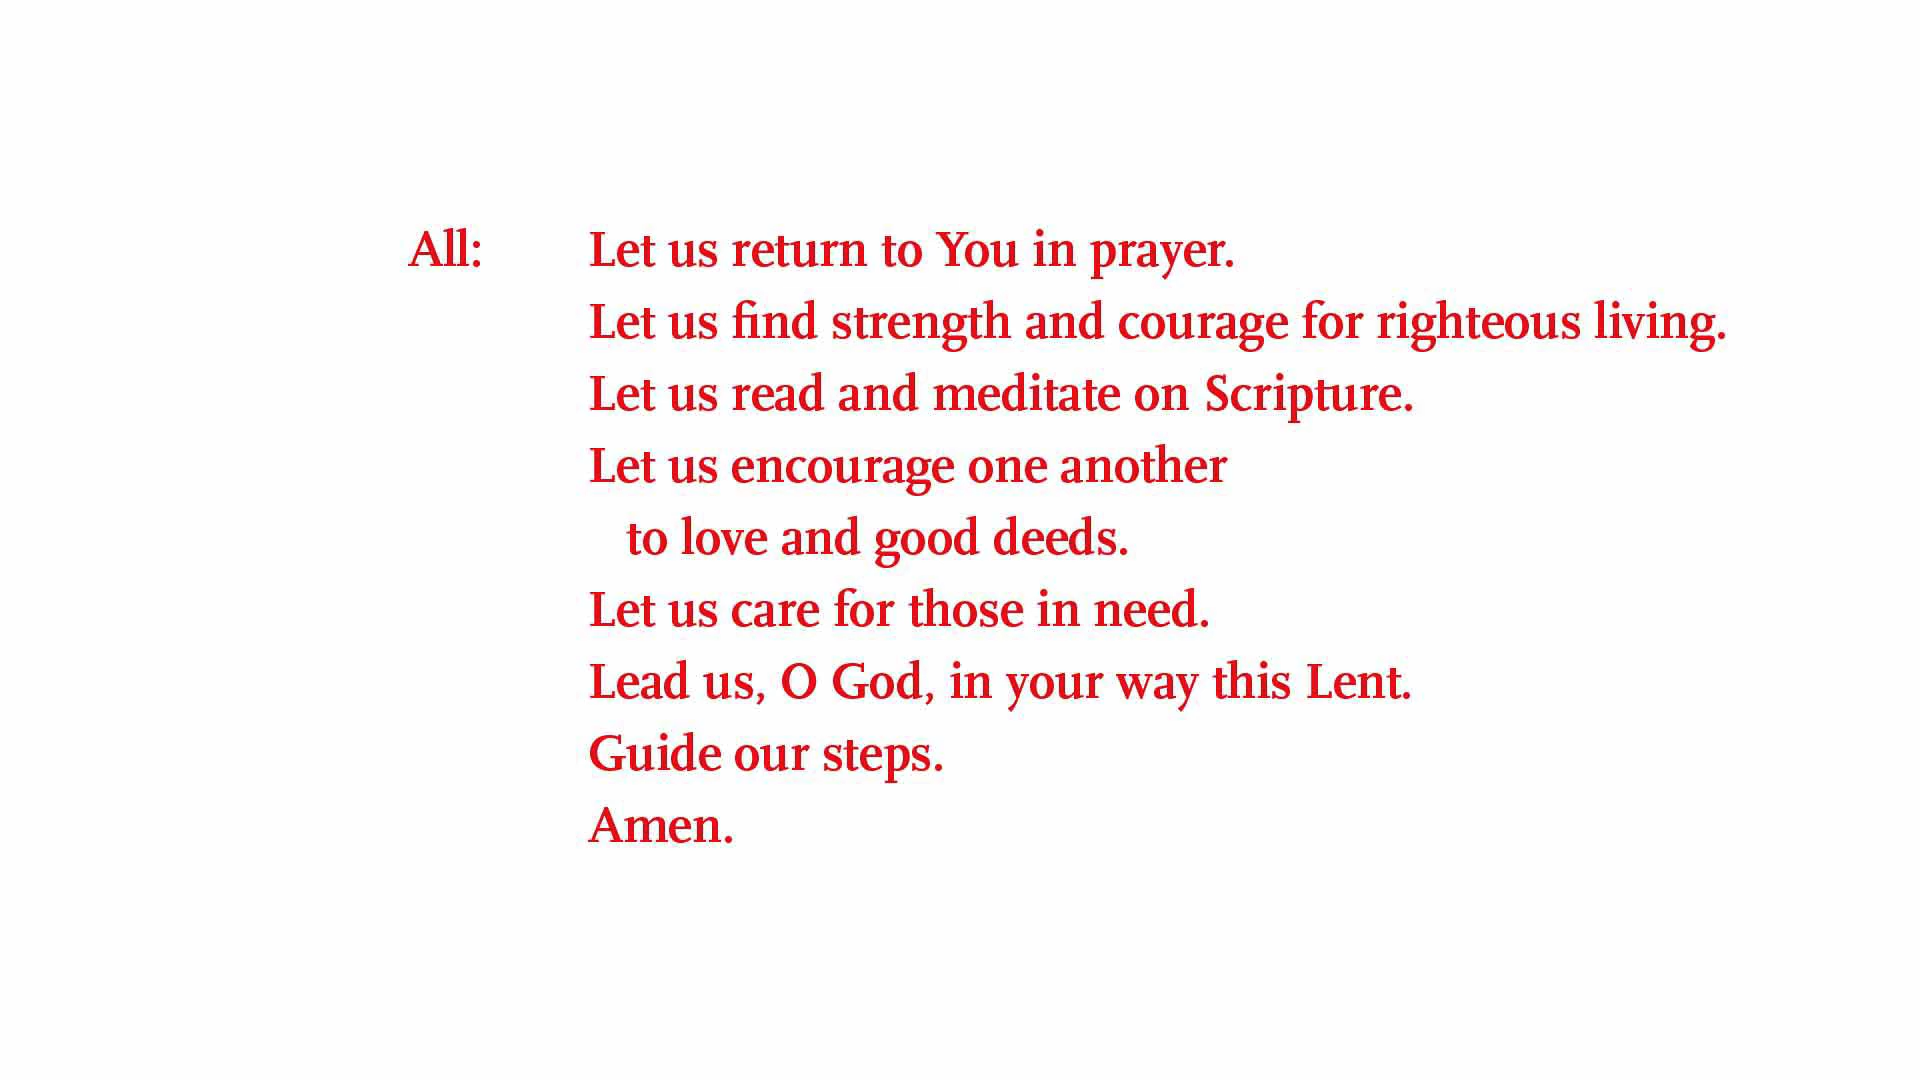 All: Let us return to You in prayer.
Let us find strength and courage for righteous living.
Let us read and meditate on Scripture.
Let us encourage one another
to love and good deeds.
Let us care for those in need.
Lead us, O God, in your way this Lent.
Guide our steps.
Amen.